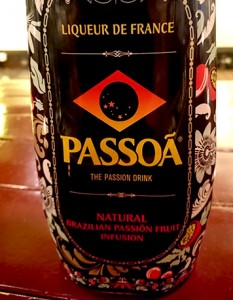 LIQUEUR DE FRANCE
PASSOÃ
THE PASSION DRINK
NATURAL
BRAZILIAN PASSION FRUIT
INFUSION